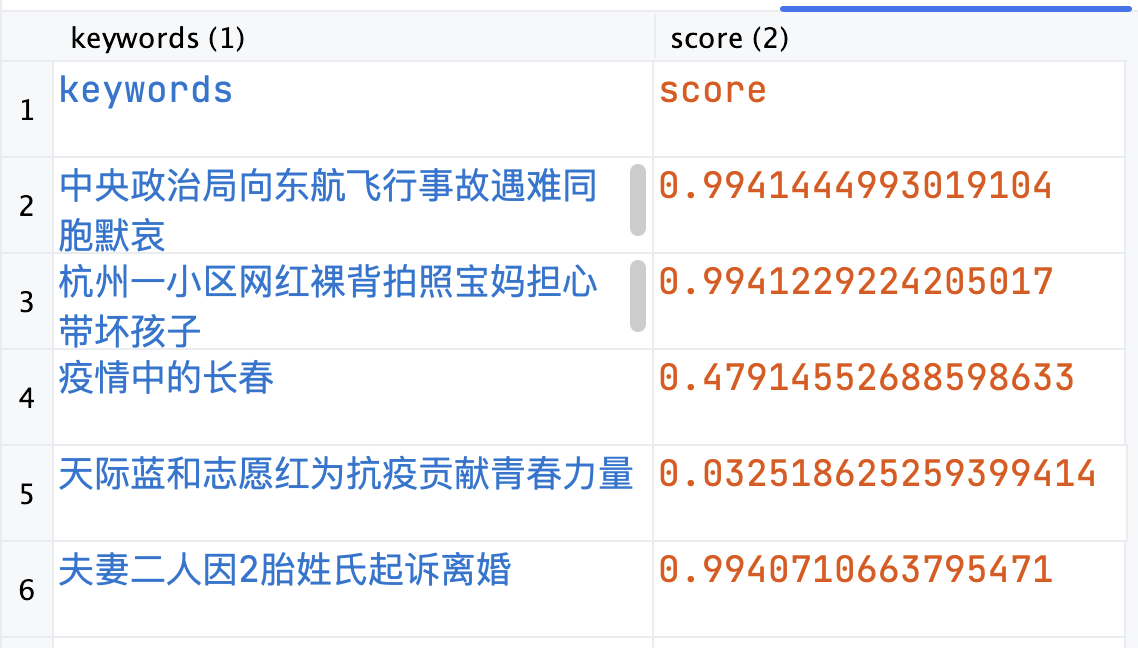 keywords (1) score (2)
1 keywords score
2 中央政治局向东航飞行事故遇难同 0.9941444993019104
胞默哀
3 杭州一小区网红裸背拍照宝妈担心 0.9941229224205017
带坏孩子
4 疫情中的长春 0.47914552688598633
5 天际蓝和志愿红为抗疫贡献青春力量 0.032518625259399414
6 夫妻二人因2胎姓氏起诉离婚 0.9940710663795471